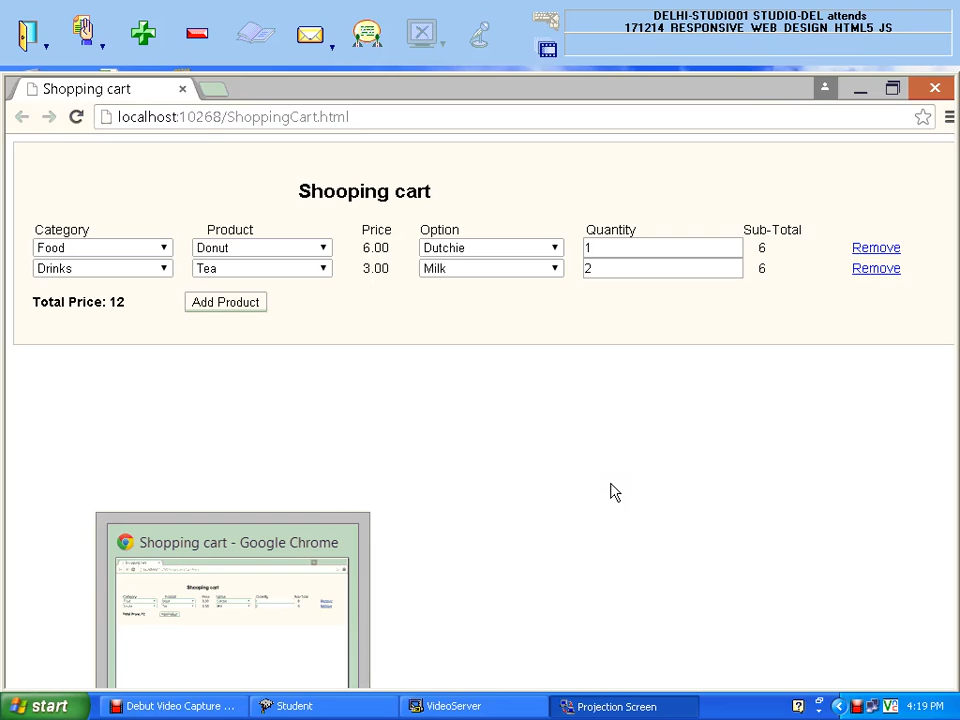 DELHI-STUDIO01 STUDIO-DEL attends
171214 RESPONSIVE WEB DESIGN HTML5 JS
Shopping cart
localhost:10268/ShoppingCart.html
Shooping cart
Category Product Price Option Quantity Sub-Total
Food Donut 6.00 Dutchie 1 6 Remove
Drinks Tea 3.00 Milk 2 6 Remove
Total Price: 12 Add Product
Shopping cart - Google Chrome
Shopping cart
start Debut Video Capture ... Student VideoServer Projection Screen 4:19 PM